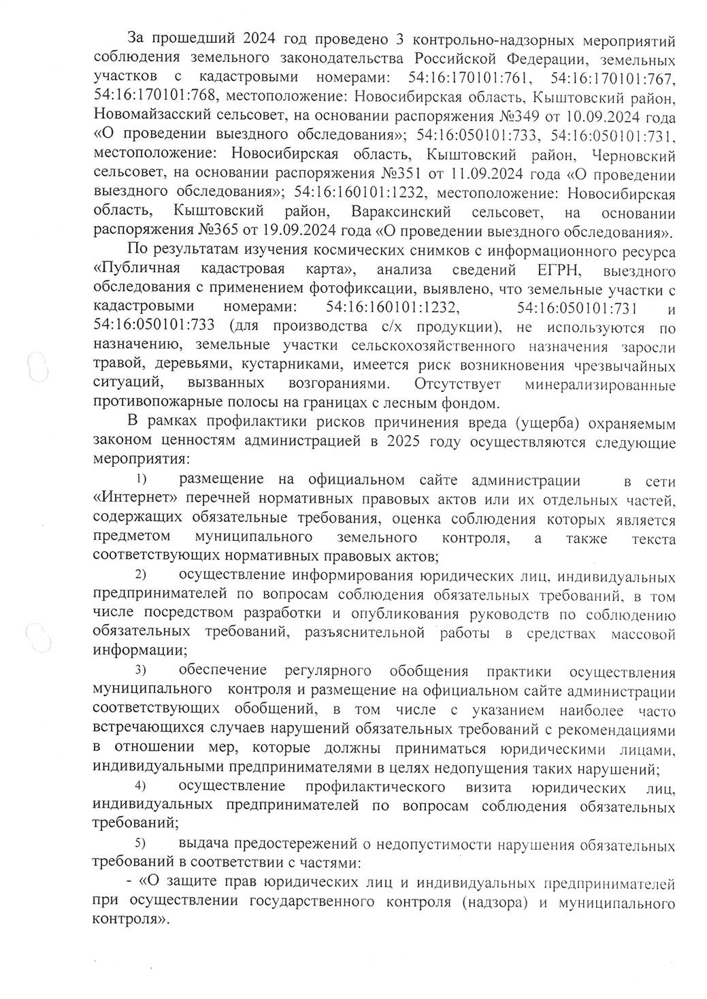 За прошедший 2024 год проведено 3 контрольно-надзорных мероприятий
соблюдения земельного законодательства Российской Федерации, земельных
участков с кадастровыми номерами: 54:16:170101:761, 54:16:170101:767,
54:16:170101:768, местоположение: Новосибирская область, Кыштовский район,
Новомайзасский сельсовет, на основании распоряжения №349 от 10.09.2024 года
«О проведении выездного обследования»; 54:16:050101:733, 54:16:050101:731,
местоположение: Новосибирская область, Кыштовский район, Черновский
сельсовет, на основании распоряжения №351 от 11.09.2024 года «О проведении
выездного обследования»; 54:16:160101:1232, местоположение: Новосибирская
область, Кыштовский район, Вараксинский сельсовет, на основании
распоряжения №365 от 19.09.2024 года «О проведении выездного обследования».
По результатам изучения космических снимков с информационного ресурса
«Публичная кадастровая карта», анализа сведений ЕГРН, выездного
обследования с применением фотофиксации, выявлено, что земельные участки с
кадастровыми номерами: 54:16:160101:1232, 54:16:050101:731 и
54:16:050101:733 (для производства с/х продукции), не используются по
назначению, земельные участки сельскохозяйственного назначения заросли
травой, деревьями, кустарниками, имеется риск возникновения чрезвычайных
ситуаций, вызванных возгораниями. Отсутствует минерализированные
противопожарные полосы на границах с лесным фондом.
В рамках профилактики рисков причинения вреда (ущерба) охраняемым
законом ценностям администрацией в 2025 году осуществляются следующие
мероприятия:
1) размещение на официальном сайте администрации в сети
«Интернет» перечней нормативных правовых актов или их отдельных частей,
содержащих обязательные требования, оценка соблюдения которых является
предметом муниципального земельного контроля, а также текста
соответствующих нормативных правовых актов;
2) осуществление информирования юридических лиц, индивидуальных
предпринимателей по вопросам соблюдения обязательных требований, в том
числе посредством разработки и опубликования руководств по соблюдению
обязательных требований, разъяснительной работы в средствах массовой
информации;
3) обеспечение регулярного обобщения практики осуществления
муниципального контроля и размещение на официальном сайте администрации
соответствующих обобщений, в том числе с указанием наиболее часто
встречающихся случаев нарушений обязательных требований с рекомендациями
в отношении мер, которые должны приниматься юридическими лицами,
индивидуальными предпринимателями в целях недопущения таких нарушений;
4) осуществление профилактического визита юридических лиц,
индивидуальных предпринимателей по вопросам соблюдения обязательных
требований;
5) выдача предостережений о недопустимости нарушения обязательных
требований в соответствии с частями:
- «О защите прав юридических лиц и индивидуальных предпринимателей
при осуществлении государственного контроля (надзора) и муниципального
контроля».